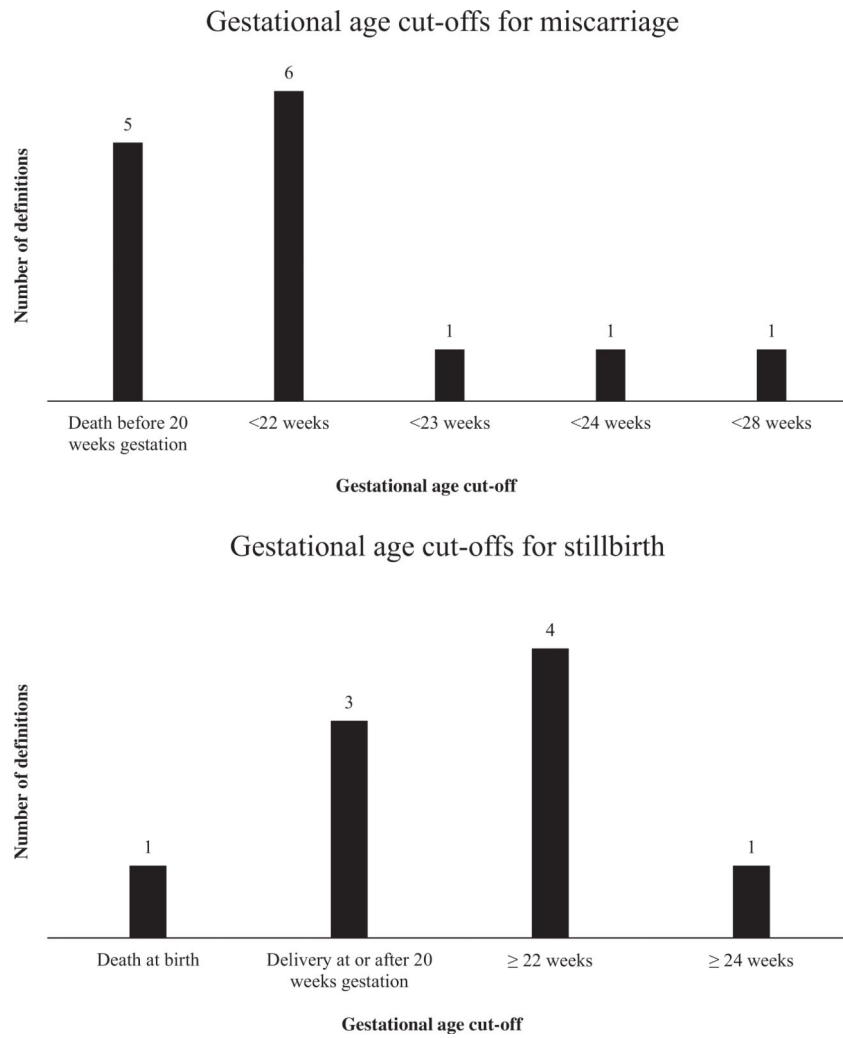 Gestational age cut-offs for miscarriage
6
5
Number of definitions
1
1
1
Death before 20
weeks gestation
<22 weeks
<23 weeks
<24 weeks
<28 weeks
Gestational age cut-off
Gestational age cut-offs for stillbirth
4
3
Number of definitions
1
1
Death at birth
Delivery at or after 20
weeks gestation
≥ 22 weeks
≥ 24 weeks
Gestational age cut-off